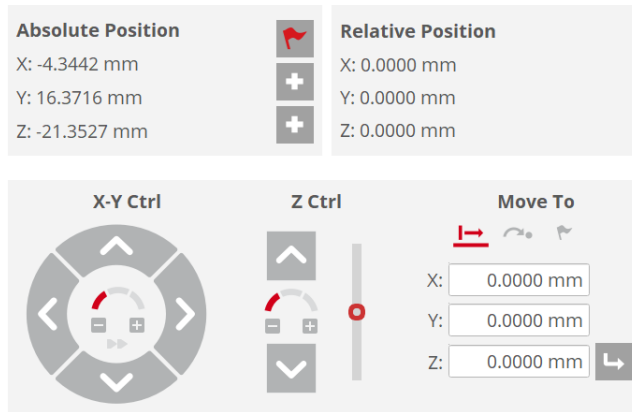 Absolute Position
X: -4.3442 mm
Y: 16.3716 mm
Z: -21.3527 mm
Relative Position
X: 0.0000 mm
Y: 0.0000 mm
Z: 0.0000 mm
X-Y Ctrl
Z Ctrl
Move To
X: 0.0000 mm
Y: 0.0000 mm
Z: 0.0000 mm